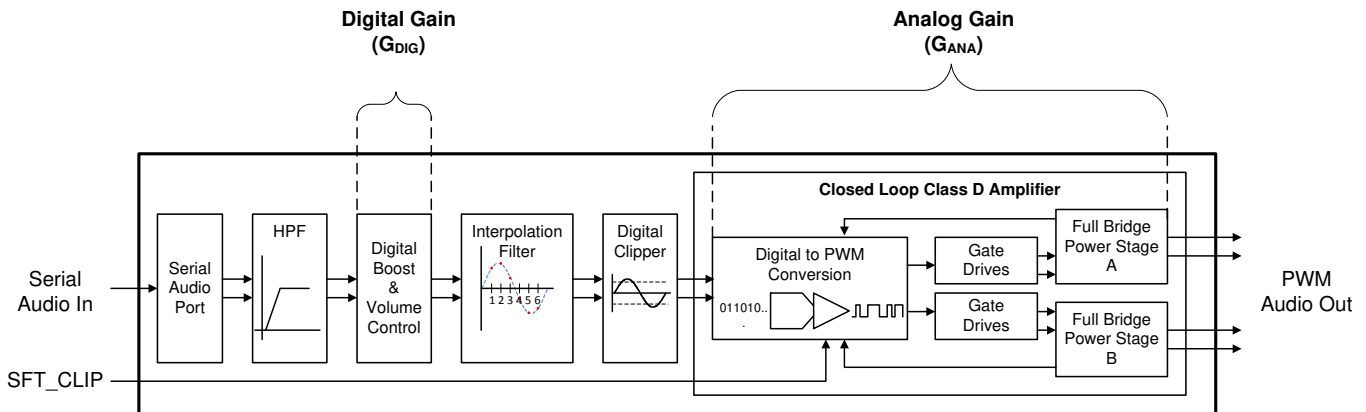 Digital Gain
(GDIG)
Analog Gain
(GANA)
Closed Loop Class D Amplifier
Serial
Audio In
Serial
Audio
Port
HPF
Digital
Boost
&
Volume
Control
Interpolation
Filter
1 2 3 4 5 6
Digital
Clipper
Digital to PWM
Conversion
011010..
.
Gate
Drives
Gate
Drives
Full Bridge
Power Stage
A
Full Bridge
Power Stage
B
PWM
Audio Out
SFT_CLIP